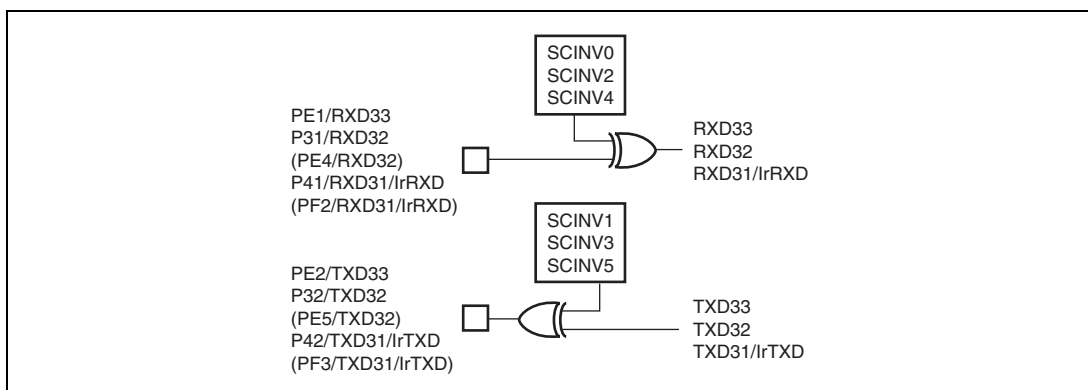 SCINV0
SCINV2
SCINV4
PE1/RXD33
P31/RXD32
(PE4/RXD32)
P41/RXD31/IrRXD
(PF2/RXD31/IrRXD)
RXD33
RXD32
RXD31/IrRXD
SCINV1
SCINV3
SCINV5
PE2/TXD33
P32/TXD32
(PE5/TXD32)
P42/TXD31/IrTXD
(PF3/TXD31/IrTXD)
TXD33
TXD32
TXD31/IrTXD